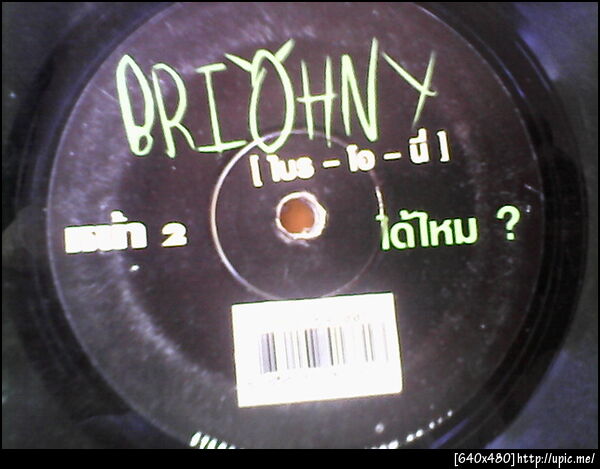 BRIOHNY
[ ไบร – โอ – นี่ ]
หน้า 2
ได้ไหม ?
[640x480]http://upic.me/